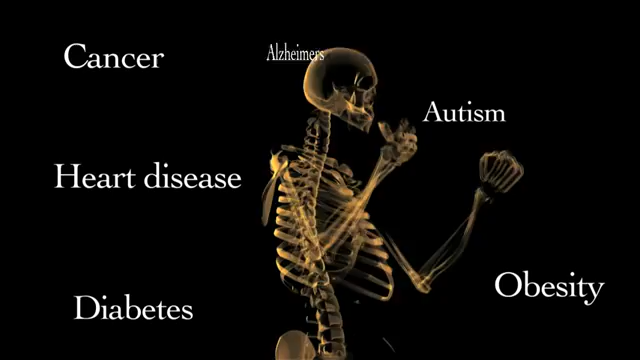 Cancer
Alzheimers
Autism
Heart disease
Obesity
Diabetes